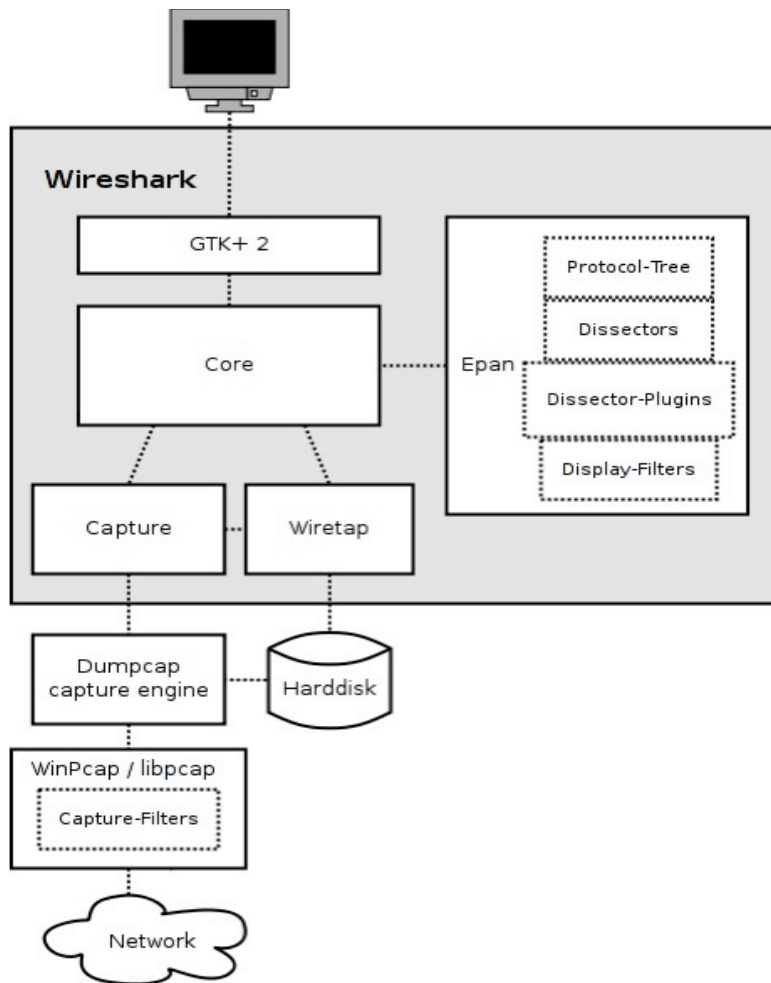 Wireshark
GTK+ 2
Core
Epan
Protocol-Tree
Dissectors
Dissector-Plugins
Display-Filters
Capture
Wiretap
Dumpcap
capture engine
Harddisk
WinPcap / libpcap
Capture-Filters
Network